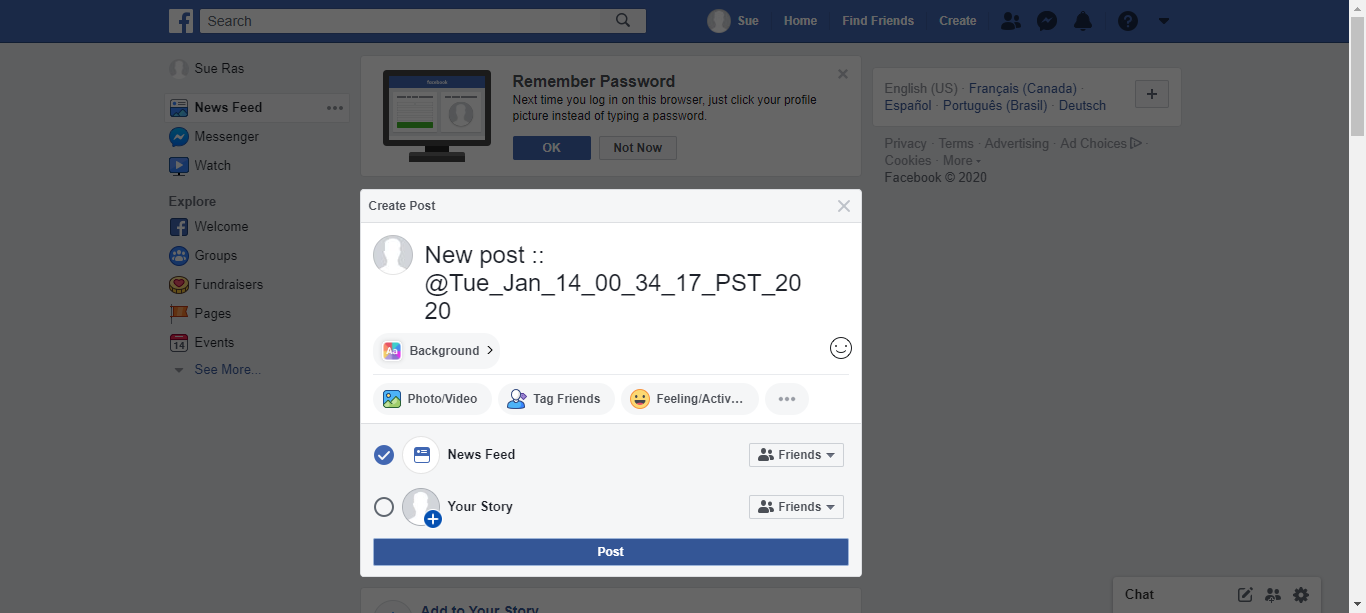 Search
Sue
Home
Find Friends
Create
Sue Ras
News Feed
Messenger
Watch
Explore
Welcome
Groups
Fundraisers
Pages
14
Events
See More...
facebook
Remember Password
Next time you log in on this browser, just click your profile
picture instead of typing a password.
OK
Not Now
Create Post
New post ::
@Tue_Jan_14_00_34_17_PST_20
20
Aa
Background
Photo/Video
Tag Friends
Feeling/Activ...
News Feed
Friends
Your Story
Friends
Post
Add to Your Story
English (US) · Français (Canada) ·
Español · Português (Brasil) · Deutsch
Privacy · Terms · Advertising · Ad Choices ·
Cookies · More
Facebook © 2020
Chat